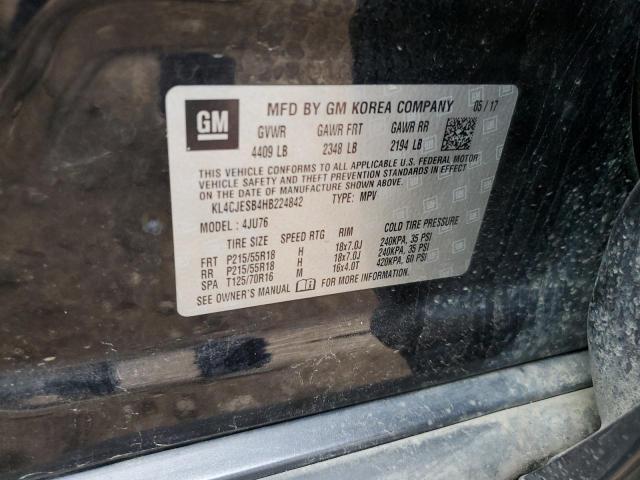 GM
MFD BY GM KOREA COMPANY 05 / 17
GVWR GAWR FRT GAWR RR
4409 LB 2348 LB 2194 LB
THIS VEHICLE CONFORMS TO ALL APPLICABLE U.S. FEDERAL MOTOR
VEHICLE SAFETY AND THEFT PREVENTION STANDARDS IN EFFECT
ON THE DATE OF MANUFACTURE SHOWN ABOVE.
KL4CJESB4HB224842 TYPE: MPV
MODEL : 4JU76
TIRE SIZE SPEED RTG RIM COLD TIRE PRESSURE
FRT P215/55R18 H 18x7.0J 240KPA, 35 PSI
RR P215/55R18 H 18x7.0J 240KPA, 35 PSI
SPA T125/70R16 M 16x4.0T 420KPA, 60 PSI
SEE OWNER'S MANUAL FOR MORE INFORMATION.